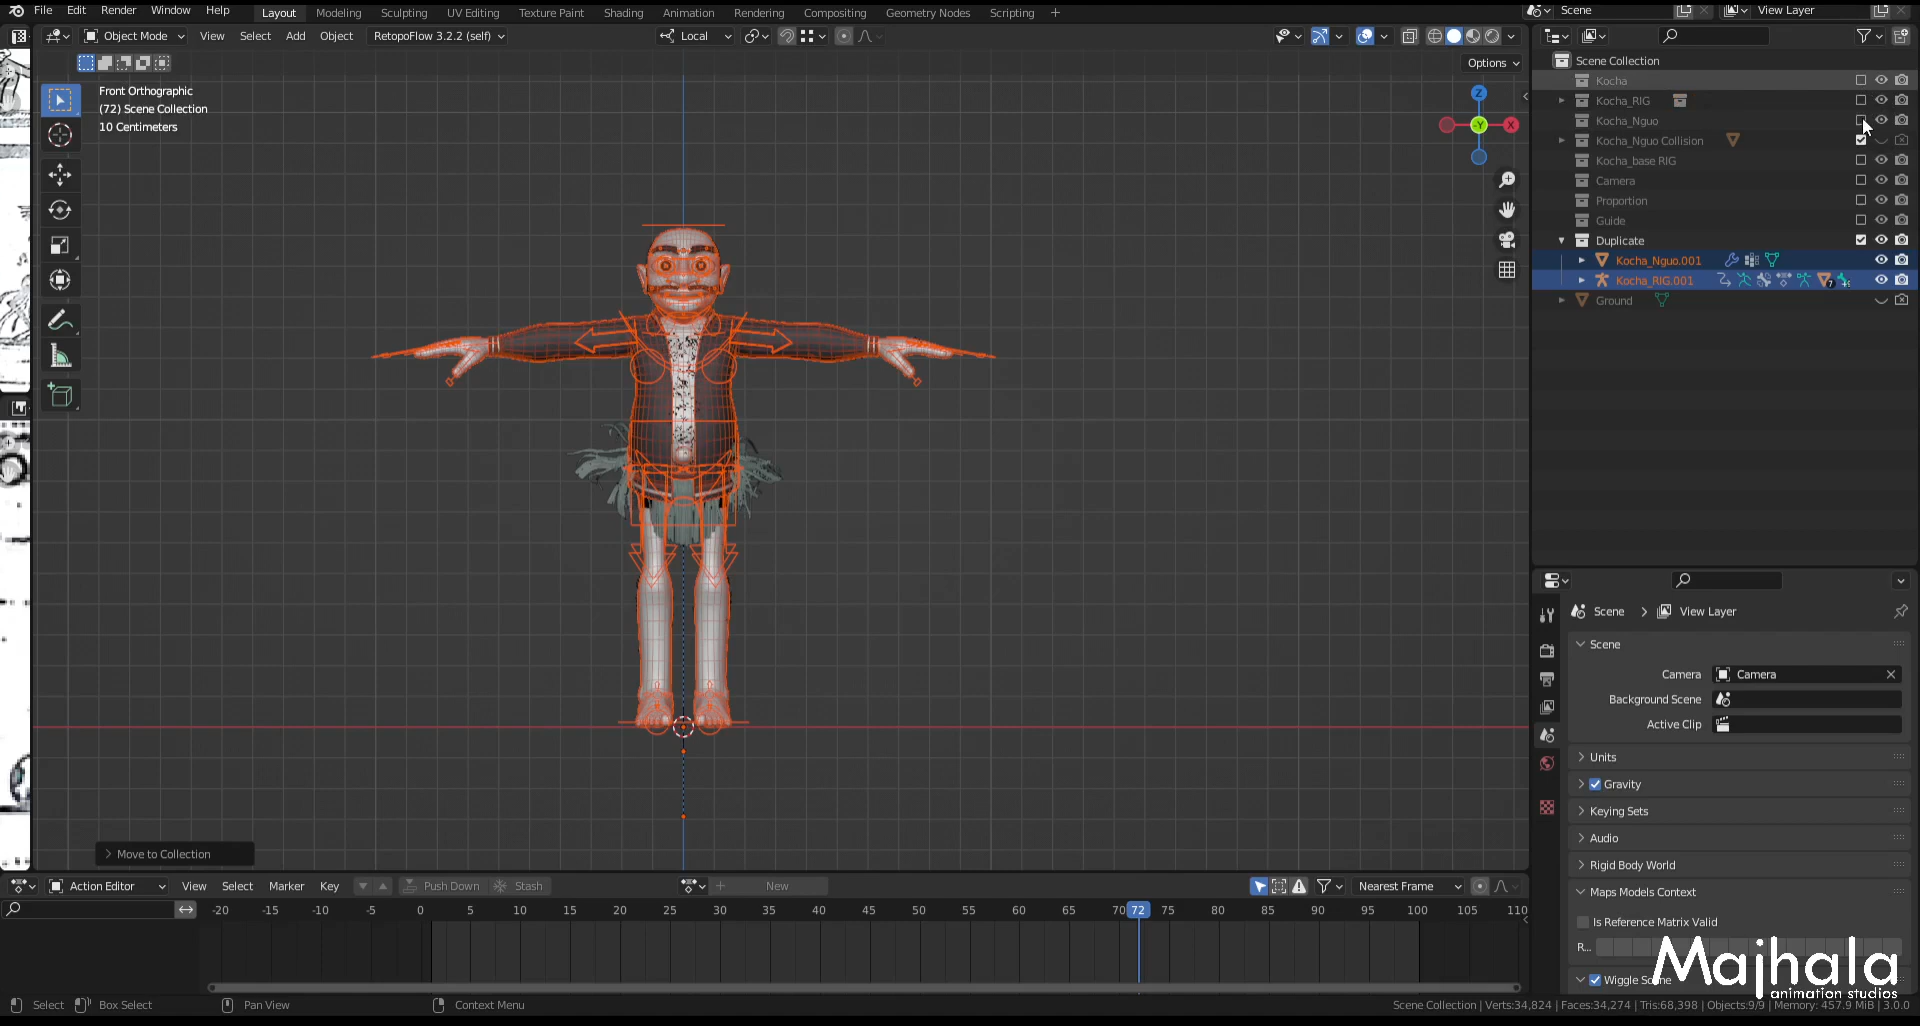 File Edit Render Window Help Layout Modeling Sculpting UV Editing Texture Paint Shading Animation Rendering Compositing Geometry Nodes Scripting + Scene View Layer
Object Mode View Select Add Object RetopoFlow 3.2.2 (self) Local
Options
Front Orthographic
(72) Scene Collection
10 Centimeters
Z
-Y
X
Scene Collection
Kocha
Kocha_RIG
Kocha_Nguo
Kocha_Nguo Collision
Kocha_base RIG
Camera
Proportion
Guide
Duplicate
Kocha_Nguo.001
Kocha_RIG.001
Ground
Scene > View Layer
Scene
Camera Camera
Background Scene
Active Clip
Units
Gravity
Keying Sets
Audio
Rigid Body World
Maps Models Context
Is Reference Matrix Valid
R...
Wiggle
Majhala
animation studios
Move to Collection
Action Editor View Select Marker Key Push Down Stash New Nearest Frame
-20 -15 -10 -5 0 5 10 15 20 25 30 35 40 45 50 55 60 65 70 72 75 80 85 90 95 100 105 110
Select Box Select Pan View Context Menu Scene Collection | Verts:34,824 | Faces:34,274 | Tris:68,398 | Objects:9/9 | Memory: 457.9 MiB | 3.0.0